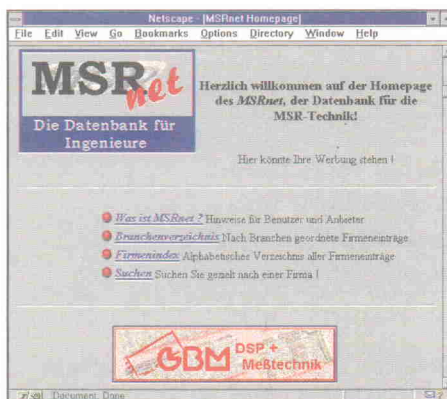 Netscape - [MSRnet Homepage]
File Edit View Go Bookmarks Options Directory Window Help
MSRnet
Die Datenbank für
Ingenieure
Herzlich willkommen auf der Homepage
des MSRnet, der Datenbank für die
MSR-Technik!
Hier könnte Ihre Werbung stehen !
Was ist MSRnet ? Hinweise für Benutzer und Anbieter
Branchenverzeichnis Nach Branchen geordnete Firmeneinträge
Firmenindex Alphabetisches Verzeichnis aller Firmeneinträge
Suchen Suchen Sie gezielt nach einer Firma !
GBM DSP +
Meßtechnik
Document: Done